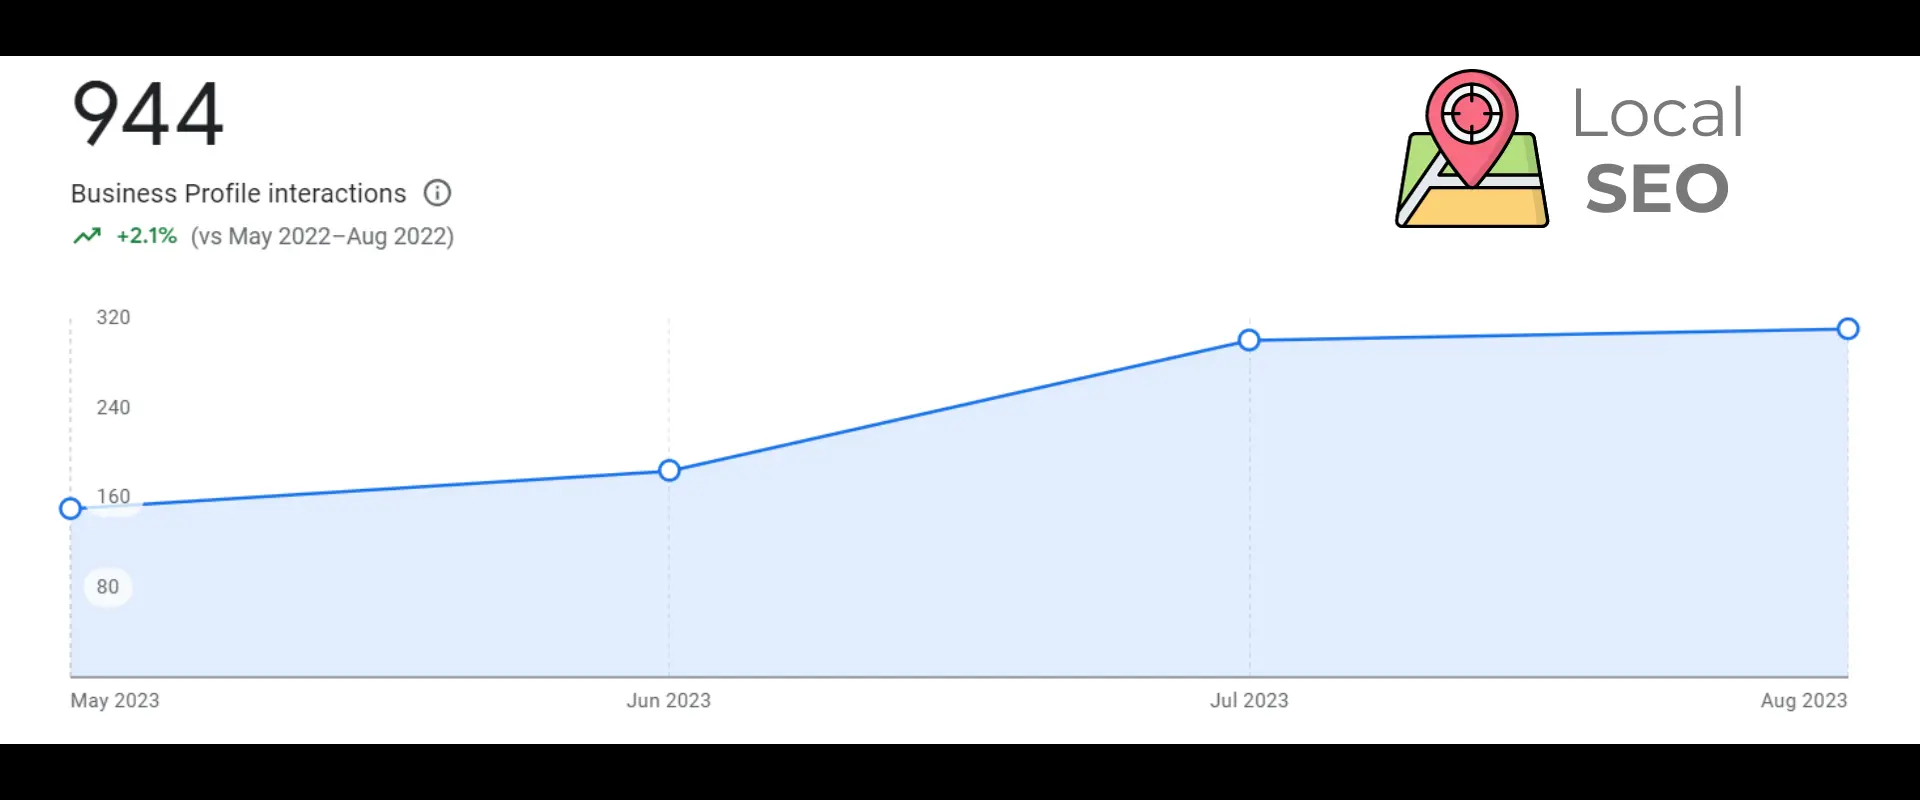 944
Business Profile interactions
+2.1% (vs May 2022–Aug 2022)
Local
SEO
320
240
160
80
May 2023 Jun 2023 Jul 2023 Aug 2023